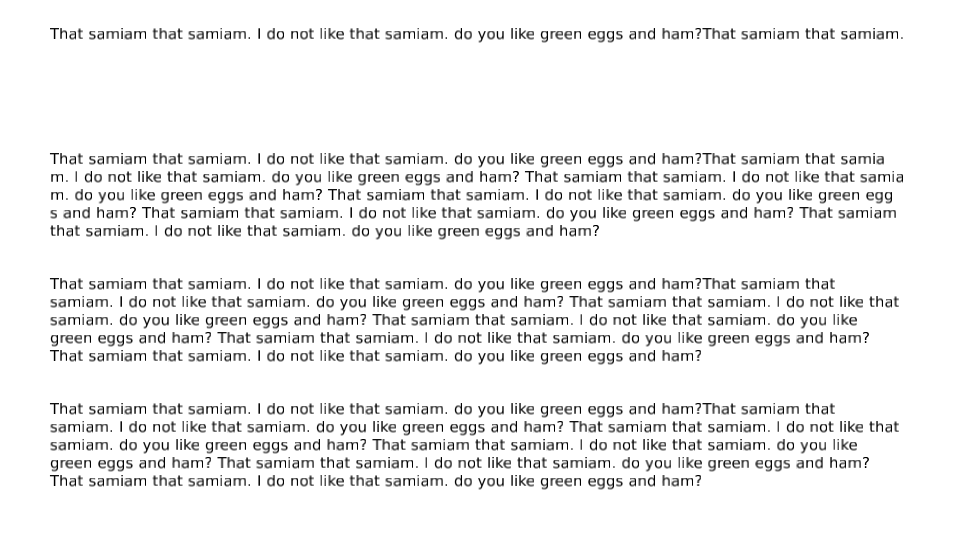 That samiam that samiam. I do not like that samiam. do you like green eggs and ham?That samiam that samiam.
That samiam that samiam. I do not like that samiam. do you like green eggs and ham?That samiam that samia
m. I do not like that samiam. do you like green eggs and ham? That samiam that samiam. I do not like that samia
m. do you like green eggs and ham? That samiam that samiam. I do not like that samiam. do you like green egg
s and ham? That samiam that samiam. I do not like that samiam. do you like green eggs and ham? That samiam
that samiam. I do not like that samiam. do you like green eggs and ham?
That samiam that samiam. I do not like that samiam. do you like green eggs and ham?That samiam that
samiam. I do not like that samiam. do you like green eggs and ham? That samiam that samiam. I do not like that
samiam. do you like green eggs and ham? That samiam that samiam. I do not like that samiam. do you like
green eggs and ham? That samiam that samiam. I do not like that samiam. do you like green eggs and ham?
That samiam that samiam. I do not like that samiam. do you like green eggs and ham?
That samiam that samiam. I do not like that samiam. do you like green eggs and ham?That samiam that
samiam. I do not like that samiam. do you like green eggs and ham? That samiam that samiam. I do not like that
samiam. do you like green eggs and ham? That samiam that samiam. I do not like that samiam. do you like
green eggs and ham? That samiam that samiam. I do not like that samiam. do you like green eggs and ham?
That samiam that samiam. I do not like that samiam. do you like green eggs and ham?